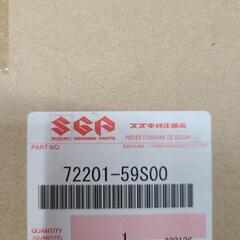 SGP
スズキ純正部品
SUZUKI GENUINE PARTS
PIÈCES D'ORIGINE DE SUZUKI
PART NO.
72201-59S00
QUANTITY
(QUANTITÉ)
1